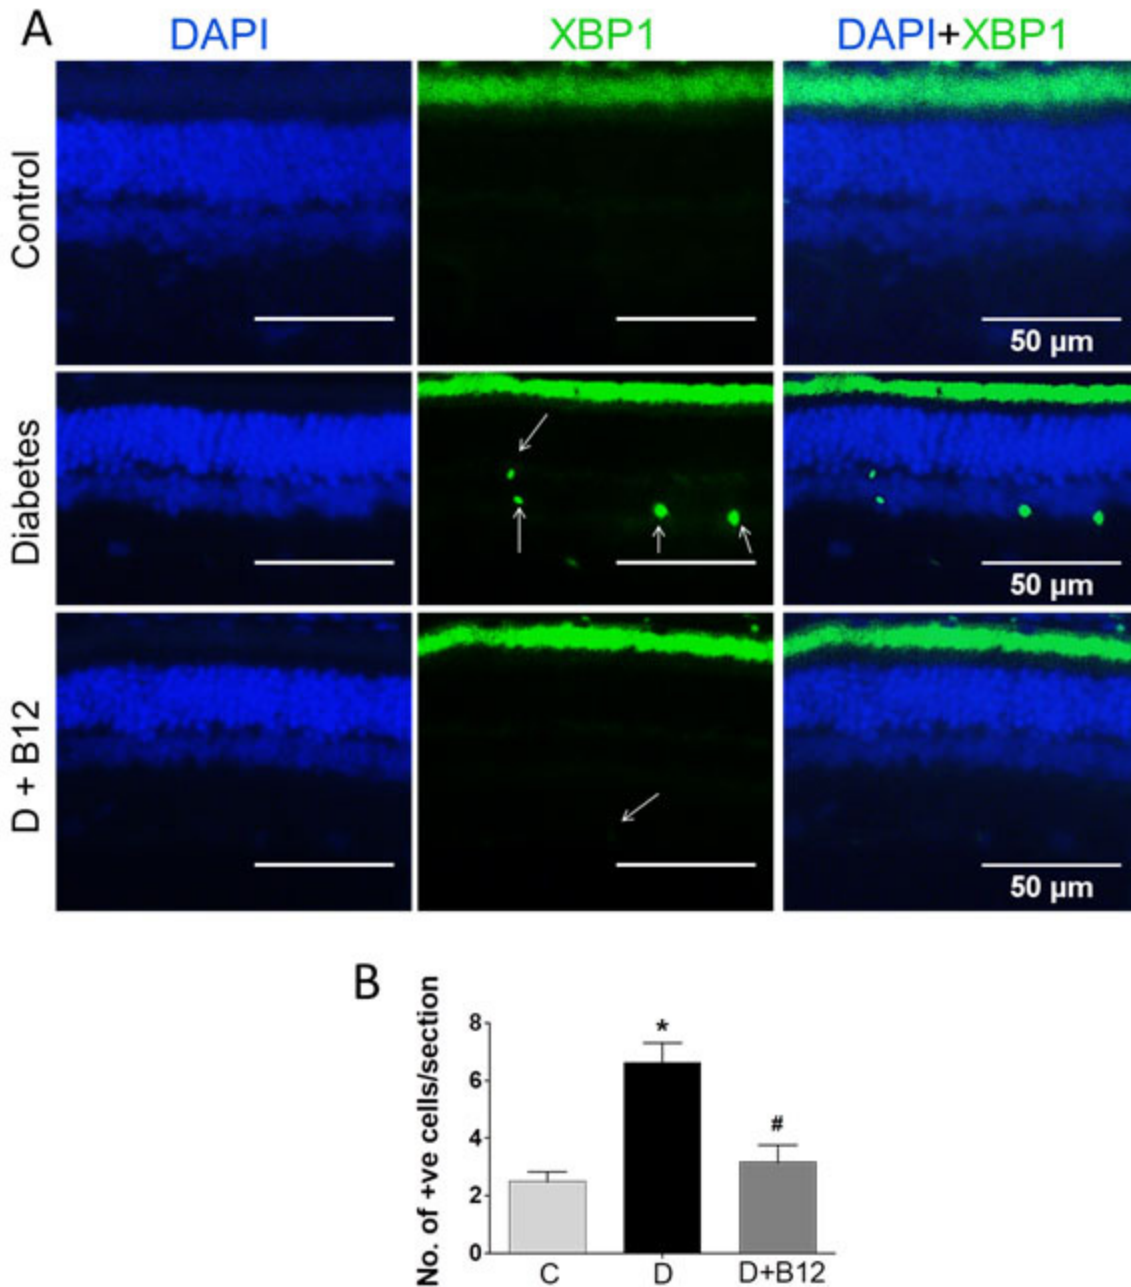 A
DAPI XBP1 DAPI+XBP1
Control
50 µm
Diabetes
50 µm
D + B12
50 µm
B
No. of +ve cells/section
8
6
4
2
0
*
#
C D D+B12